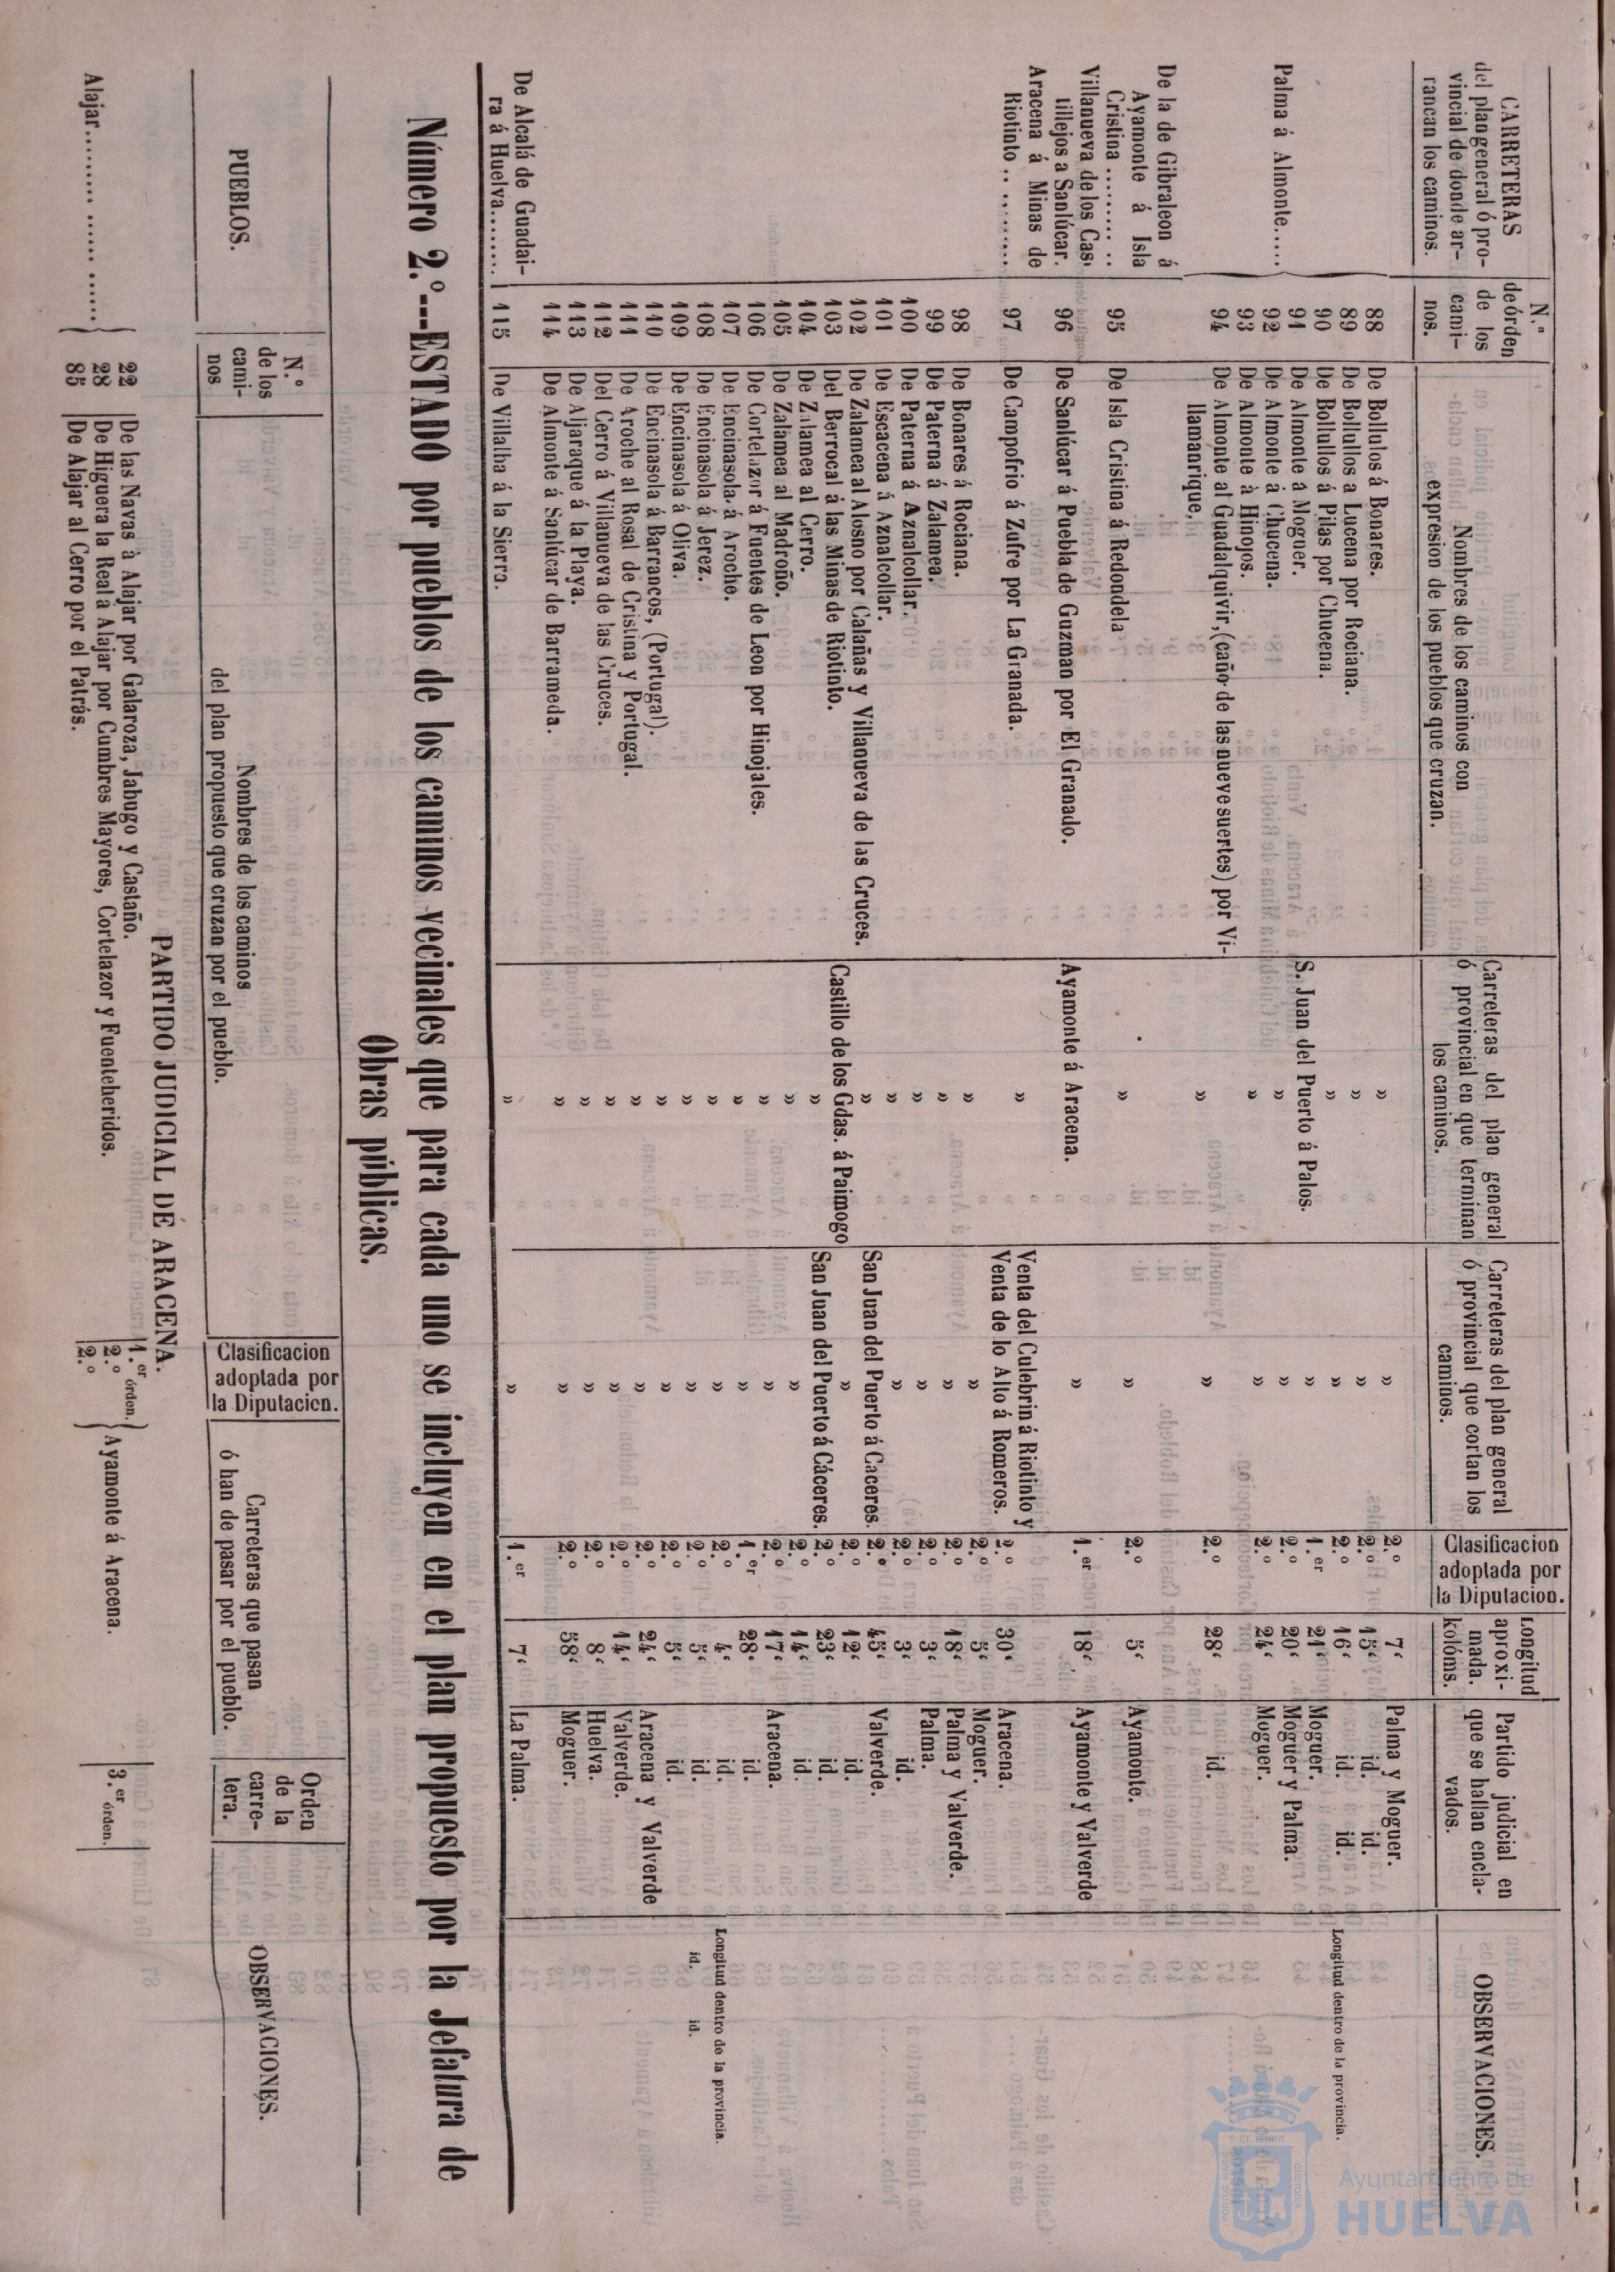 CARRETERAS del plan general ó provincial de donde arrancan los caminos.
N.º de órden de los caminos.
Nombres de los caminos con expresion de los pueblos que cruzan.
Carreteras del plan general ó provincial en que terminan los caminos.
Carreteras del plan general ó provincial que cortan los caminos.
Clasificacion adoptada por la Diputacion.
Longitud aproximada. kolóms.
Partido judicial en que se hallan enclavados.
OBSERVACIONES.
88 De Bollulos á Bonares. » » 2.º 7‘ Palma y Moguer.
89 De Bollullos a Lucena por Rociana. » » 2.º 15‘ id. id.
90 De Bollullos á Pilas por Chucena. » » 2.º 16‘ id. id. Longitud dentro de la provincia.
Palma á Almonte.... 91 De Almonte á Moguer. S. Juan del Puerto á Palos. » 1.er 21‘ Moguer.
92 De Almonte á Chucena. » » 2.º 20‘ Moguer y Palma.
93 De Almonte à Hinojos. » » 2.º 24‘ Moguer.
94 De Almonte al Guadalquivir, (caño de las nueve suertes) por Vi-
llamanrique. » » 2.º 28‘ id.
De la de Gibraleon á
Ayamonte á Isla
Cristina .......... 95 De Isla Cristina á Redondela » » 2.º 5‘ Ayamonte.
Villanueva de los Cas-
tillejos a Sanlúcar. 96 De Sanlúcar á Puebla de Guzman por El Granado. Ayamonte á Aracena. » 1.er 18‘ Ayamonte y Valverde
Aracena á Minas de
Riotinto .. ......... 97 De Campofrio á Zufre por La Granada. » Venta del Culebrin á Riotinto y
Venta de lo Alto á Romeros. 2.º 30‘ Aracena.
98 De Bonares á Rociana. » » 2.º 5‘ Moguer.
99 De Paterna á Zalamea. » » 2.º 18‘ Palma y Valverde.
100 De Paterna á Aznalcollar. » » 2.º 3‘ Palma.
101 De Escacena á Aznalcollar. » » 2.º 3‘ id.
102 De Zalamea al Alosno por Calañas y Villaoueva de las Cruces. » San Juan del Puerto á Caceres. 2.º 45‘ Valverde.
103 Del Berrocal á las Minas de Riotinto. Castillo de los Gdas. á Paimogo » 2.º 12‘ id.
104 De Zalamea al Cerro. » San Juan del Puerto á Cáceres. 2.º 23‘ id.
105 De Zalamea al Madroño. » » 2.º 14‘ id.
106 De Cortelazor á Fuentes de Leon por Hinojales. » » 2.º 17‘ Aracena.
107 De Encinasola á Aroche. » » 1.er 28‘ id.
108 De Encinasola á Jerez. » » 2.º 4‘ id. Longitud dentro de la provincia.
109 De Encinasola á Oliva. » » 2.º 5‘ id. id. id.
110 De Encinasola á Barrancos, (Portugal). » » 2.º 5‘ id.
111 De Aroche al Rosal de Cristina y Portugal. » » 2.º 24‘ Aracena y Valverde
112 Del Cerro á Villanueva de las Cruces. » » 2.º 14‘ Valverde.
113 De Aljaraque á la Playa. » » 2.º 8‘ Huelva.
114 De Almonte á Sanlúcar de Barrameda. » » 2.º 58‘ Moguer.
De Alcalá de Guadai-
ra á Huelva....... 115 De Villalba á la Sierra. » » 1.er 7‘ La Palma.
Número 2.º---ESTADO por pueblos de los caminos vecinales que para cada uno se incluyen en el plan propuesto por la Jefatura de
Obras públicas.
PUEBLOS.
N.º de los caminos
Nombres de los caminos
del plan propuesto que cruzan por el pueblo.
Clasificacion adoptada por la Diputacion.
Carreteras que pasan ó han de pasar por el pueblo.
Orden de la carretera.
OBSERVACIONES.
PARTIDO JUDICIAL DE ARACENA.
22 De las Navas à Alajar por Galaroza, Jabugo y Castaño. 1.er órden.
Alajar......... ...... ...... 28 De Higuera la Real á Alajar por Cumbres Mayores, Cortelazor y Fuenteheridos. 2.º Ayamonte á Aracena. 3.er órden.
85 De Alajar al Cerro por el Patrás. 2.º
Ayuntamiento de
HUELVA